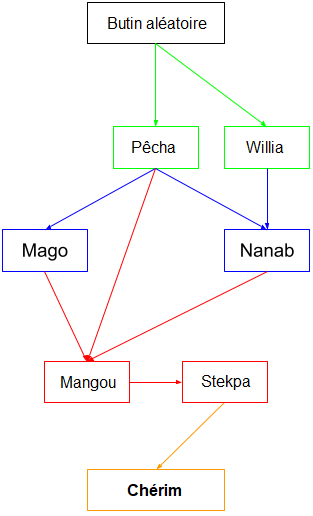 Butin aléatoire
Pêcha
Willia
Mago
Nanab
Mangou
Stekpa
Chérim